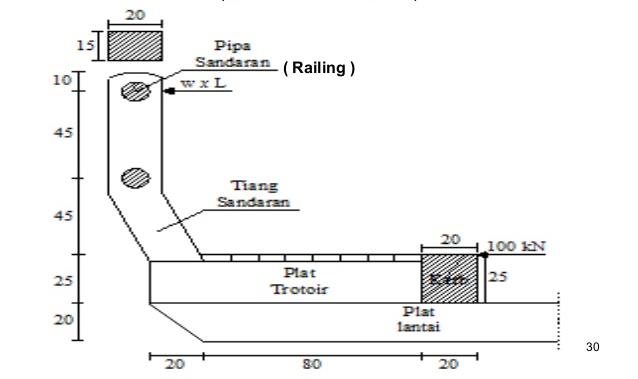 20
15
Pipa
Sandaran
( Railing )
10
w x L
45
45
Tiang
Sandaran
20
100 kN
Plat
Trotoir
Kerb
25
25
Plat
lantai
20
30
20
80
20